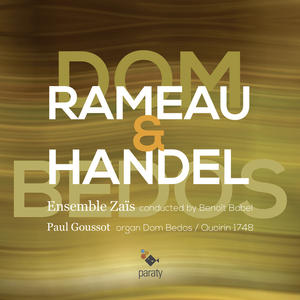 DOM
RAMEAU
&
HANDEL
BEDOS
Ensemble Zaïs conducted by Benoît Babel
Paul Goussot organ Dom Bedos / Quoirin 1748
paraty